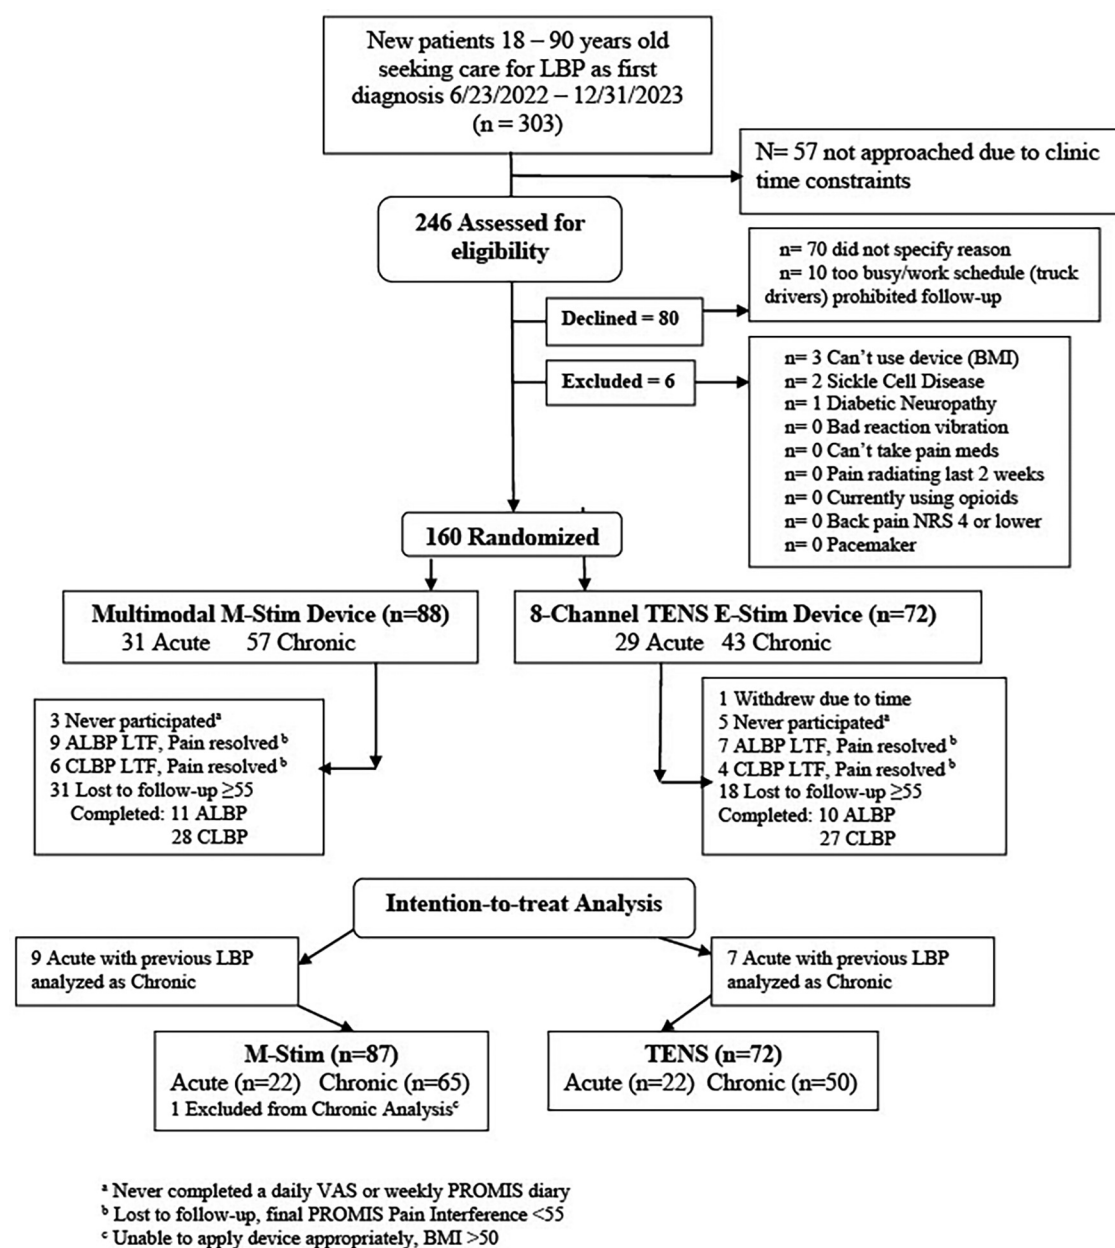 New patients 18 – 90 years old
seeking care for LBP as first
diagnosis 6/23/2022 – 12/31/2023
(n = 303)
N= 57 not approached due to clinic
time constraints
246 Assessed for
eligibility
n= 70 did not specify reason
n= 10 too busy/work schedule (truck
drivers) prohibited follow-up
Declined = 80
Excluded = 6
n= 3 Can’t use device (BMI)
n= 2 Sickle Cell Disease
n= 1 Diabetic Neuropathy
n= 0 Bad reaction vibration
n= 0 Can’t take pain meds
n= 0 Pain radiating last 2 weeks
n= 0 Currently using opioids
n= 0 Back pain NRS 4 or lower
n= 0 Pacemaker
160 Randomized
Multimodal M-Stim Device (n=88)
31 Acute 57 Chronic
8-Channel TENS E-Stim Device (n=72)
29 Acute 43 Chronic
3 Never participatedᵃ
9 ALBP LTF, Pain resolved ᵇ
6 CLBP LTF, Pain resolved ᵇ
31 Lost to follow-up ≥55
Completed: 11 ALBP
28 CLBP
1 Withdrew due to time
5 Never participatedᵃ
7 ALBP LTF, Pain resolved ᵇ
4 CLBP LTF, Pain resolved ᵇ
18 Lost to follow-up ≥55
Completed: 10 ALBP
27 CLBP
Intention-to-treat Analysis
9 Acute with previous LBP
analyzed as Chronic
7 Acute with previous LBP
analyzed as Chronic
M-Stim (n=87)
Acute (n=22) Chronic (n=65)
1 Excluded from Chronic Analysisᶜ
TENS (n=72)
Acute (n=22) Chronic (n=50)
ᵃ Never completed a daily VAS or weekly PROMIS diary
ᵇ Lost to follow-up, final PROMIS Pain Interference <55
ᶜ Unable to apply device appropriately, BMI >50